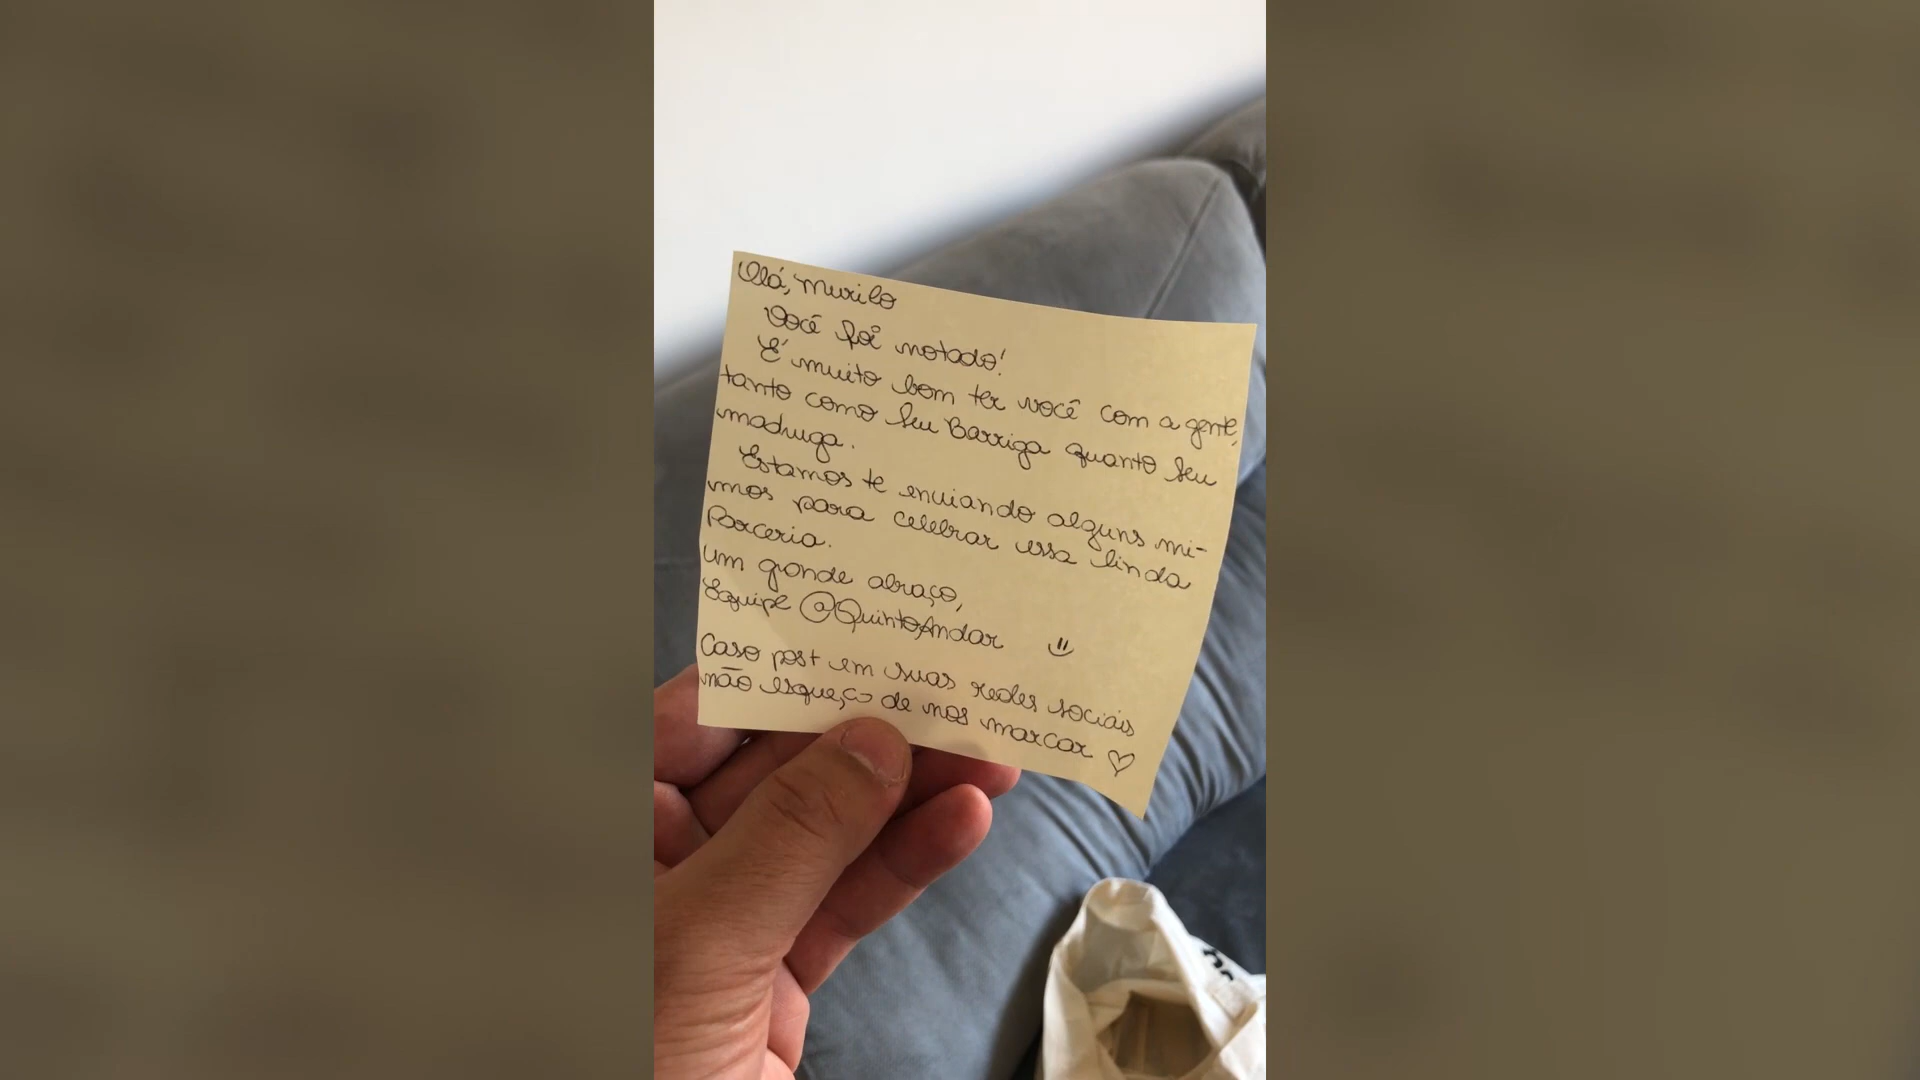 Olá, Murilo
Você foi notado!
É muito bom ter você com a gente,
tanto como Seu Barriga quanto Seu
madruga.
Estamos te enviando alguns mi-
mos para celebrar essa linda
Parceria.
um grande abraço,
Equipe @QuintoAndar
Caso post em suas redes sociais
não esqueço de nos marcar ♡